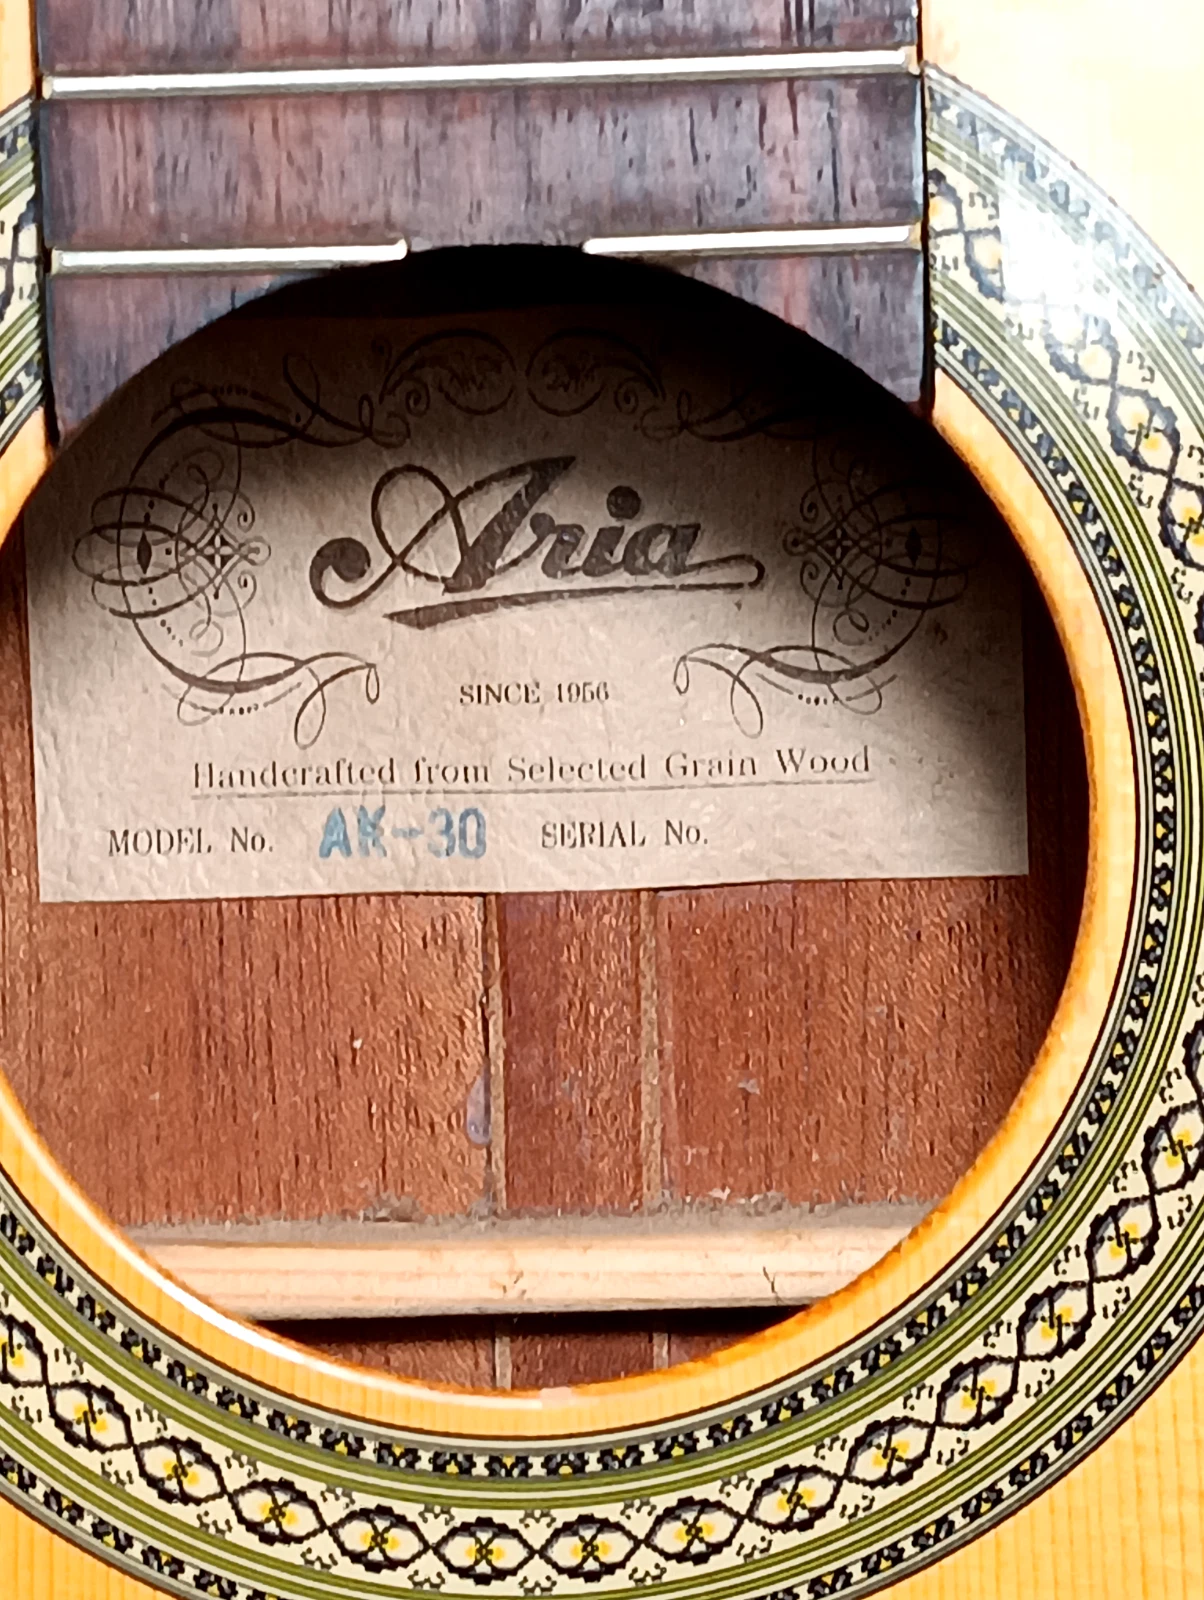 Aria
SINCE 1956
Handcrafted from Selected Grain Wood
MODEL No. AK-30 SERIAL No.